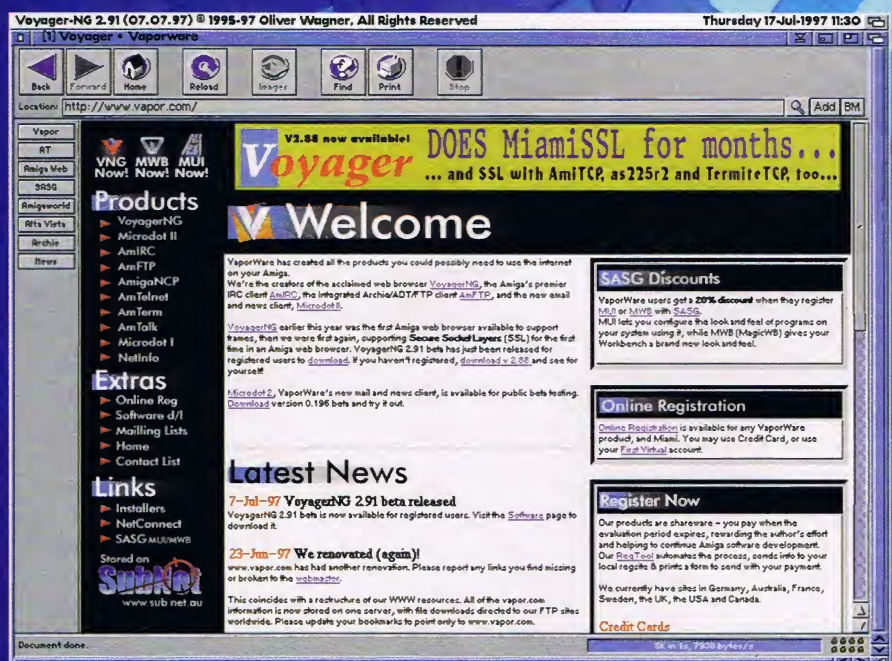 Voyager-NG 2.91 (07.07.97) © 1995-97 Oliver Wagner, All Rights Reserved
Thursday 17-Jul-1997 11:30
[1] Voyager • Vaporware
Back Forward Home Reload Images Find Print Stop
Location: http://www.vapor.com/
Add BM
Vapor
AT
Amiga Web
SASG
Amigaworld
Alta Vista
Archie
News
VNG MWB MUI
Now! Now! Now!
Products
VoyagerNG
Microdot II
AmIRC
AmFTP
AmigaNCP
AmTelnet
AmTerm
AmTalk
Microdot I
NetInfo
Extras
Online Reg
Software d/l
Mailling Lists
Home
Contact List
Links
Installers
NetConnect
SASG MUI/MWB
Stored on
SubNet
www.sub net.au
Voyager
V2.88 now available!
DOES MiamiSSL for months...
... and SSL with AmiTCP, as225r2 and TermiteTCP, too...
V Welcome
VaporWare has created all the products you could possibly need to use the internet
on your Amiga.
We're the creators of the acclaimed web browser VoyagerNG, the Amiga's premier
IRC client AmIRC, the integrated Archie/ADT/FTP client AmFTP, and the new email
and news client, Microdot II.
VoyagerNG earlier this year was the first Amiga web browser available to support
frames, then we were first again, supporting Secure Socket Layers (SSL) for the first
time in an Amiga web browser. VoyagerNG 2.91 beta has just been released for
registered users to download. If you haven't registered, download v 2.88 and see for
yourself!
Microdot 2, VaporWare's new mail and news client, is available for public beta testing.
Download version 0.196 beta and try it out.
Latest News
7-Jul-97 VoyagerNG 2.91 beta released
VoyagerNG 2.91 beta is now available for registered users. Visit the Software page to
download it.
23-Jun-97 We renovated (again)!
www.vapor.com has had another renovation. Please report any links you find missing
or broken to the webmaster.
This coincides with a restructure of our WWW resources. All of the vapor.com
information is now stored on one server, with file downloads directed to our FTP sites
worldwide. Please update your bookmarks to point only to www.vapor.com.
SASG Discounts
VaporWare users get a 20% discount when they register
MUI or MWB with SASG.
MUI lets you configure the look and feel of programs on
your system using it, while MWB (MagicWB) gives your
Workbench a brand new look and feel.
Online Registration
Online Registration is available for any VaporWare
product, and Miami. You may use Credit Card, or use
your First Virtual account.
Register Now
Our products are shareware – you pay when the
evaluation period expires, rewarding the author's effort
and helping to continue Amiga software development.
Our RegTool automates the process, sends info to your
local regsite & prints a form to send with your payment.
We currently have sites in Germany, Australia, France,
Sweden, the UK, the USA and Canada.
Credit Cards
Document done.
8K in 1s, 7938 bytes/s